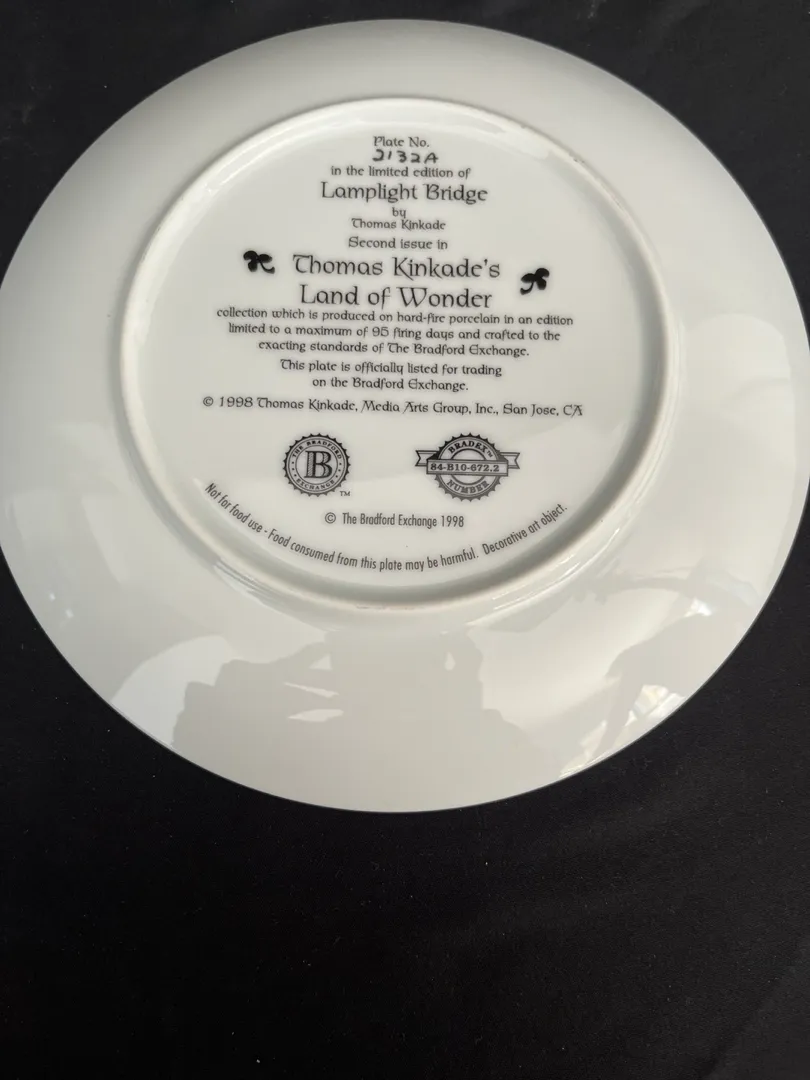 Plate No.
2132A
in the limited edition of
Lamplight Bridge
by
Thomas Kinkade
Second issue in
Thomas Kinkade's
Land of Wonder
collection which is produced on hard-fire porcelain in an edition
limited to a maximum of 95 firing days and crafted to the
exacting standards of The Bradford Exchange.
This plate is officially listed for trading
on the Bradford Exchange.
© 1998 Thomas Kinkade, Media Arts Group, Inc., San Jose, CA
THE BRADFORD
B
EXCHANGE
TM
BRADEX™
84-B10-672.2
NUMBER
© The Bradford Exchange 1998
Not for food use - Food consumed from this plate may be harmful. Decorative art object.